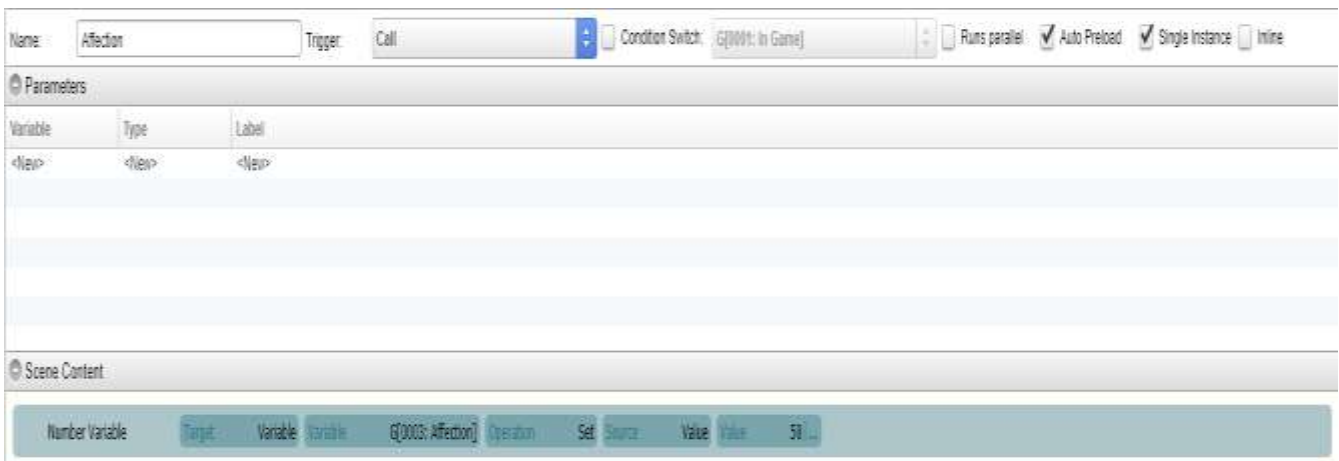 Name: Affection Trigger: Call Condition Switch: G[0001: In Game] Runs parallel Auto Preload Single Instance Inline
Parameters
Variable Type Label
<New> <New> <New>
Scene Content
Number Variable Target Variable Variable G[0003: Affection] Operation Set Source Value Value 50 ...